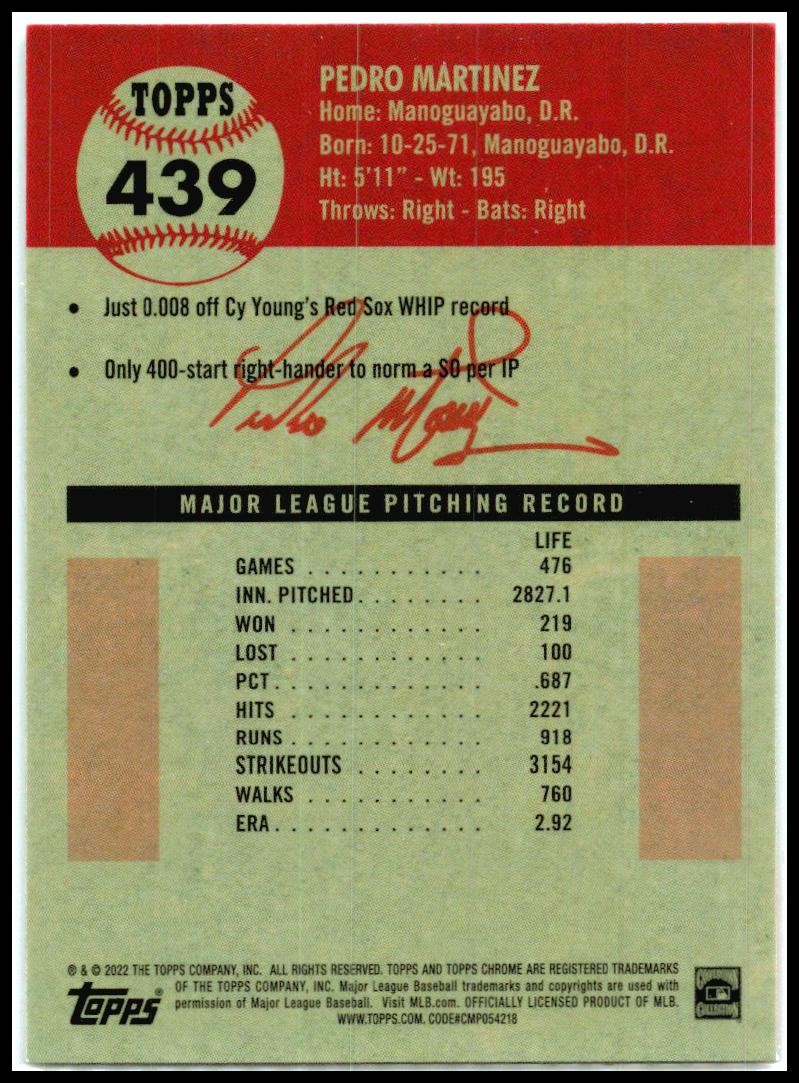 TOPPS
439
PEDRO MARTINEZ
Home: Manoguayabo, D.R.
Born: 10-25-71, Manoguayabo, D.R.
Ht: 5'11" - Wt: 195
Throws: Right - Bats: Right
• Just 0.008 off Cy Young's Red Sox WHIP record
• Only 400-start right-hander to norm a SO per IP
Pedro Martinez
MAJOR LEAGUE PITCHING RECORD
LIFE
GAMES . . . . . . . . . . . 476
INN. PITCHED . . . . . . . . 2827.1
WON . . . . . . . . . . . . 219
LOST . . . . . . . . . . . . 100
PCT. . . . . . . . . . . . . .687
HITS . . . . . . . . . . . . 2221
RUNS . . . . . . . . . . . . 918
STRIKEOUTS . . . . . . . . 3154
WALKS . . . . . . . . . . . 760
ERA. . . . . . . . . . . . . 2.92
® & © 2022 THE TOPPS COMPANY, INC. ALL RIGHTS RESERVED. TOPPS AND TOPPS CHROME ARE REGISTERED TRADEMARKS
OF THE TOPPS COMPANY, INC. Major League Baseball trademarks and copyrights are used with
permission of Major League Baseball. Visit MLB.com. OFFICIALLY LICENSED PRODUCT OF MLB.
WWW.TOPPS.COM. CODE#CMP054218
Topps®
COOPERSTOWN
COLLECTION